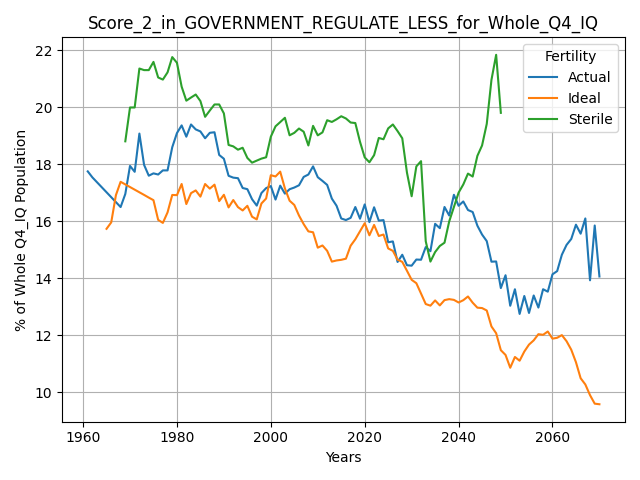 Score_2_in_GOVERNMENT_REGULATE_LESS_for_Whole_Q4_IQ
Fertility
Actual
Ideal
Sterile
% of Whole Q4_IQ Population
22
20
18
16
14
12
10
1960 1980 2000 2020 2040 2060
Years